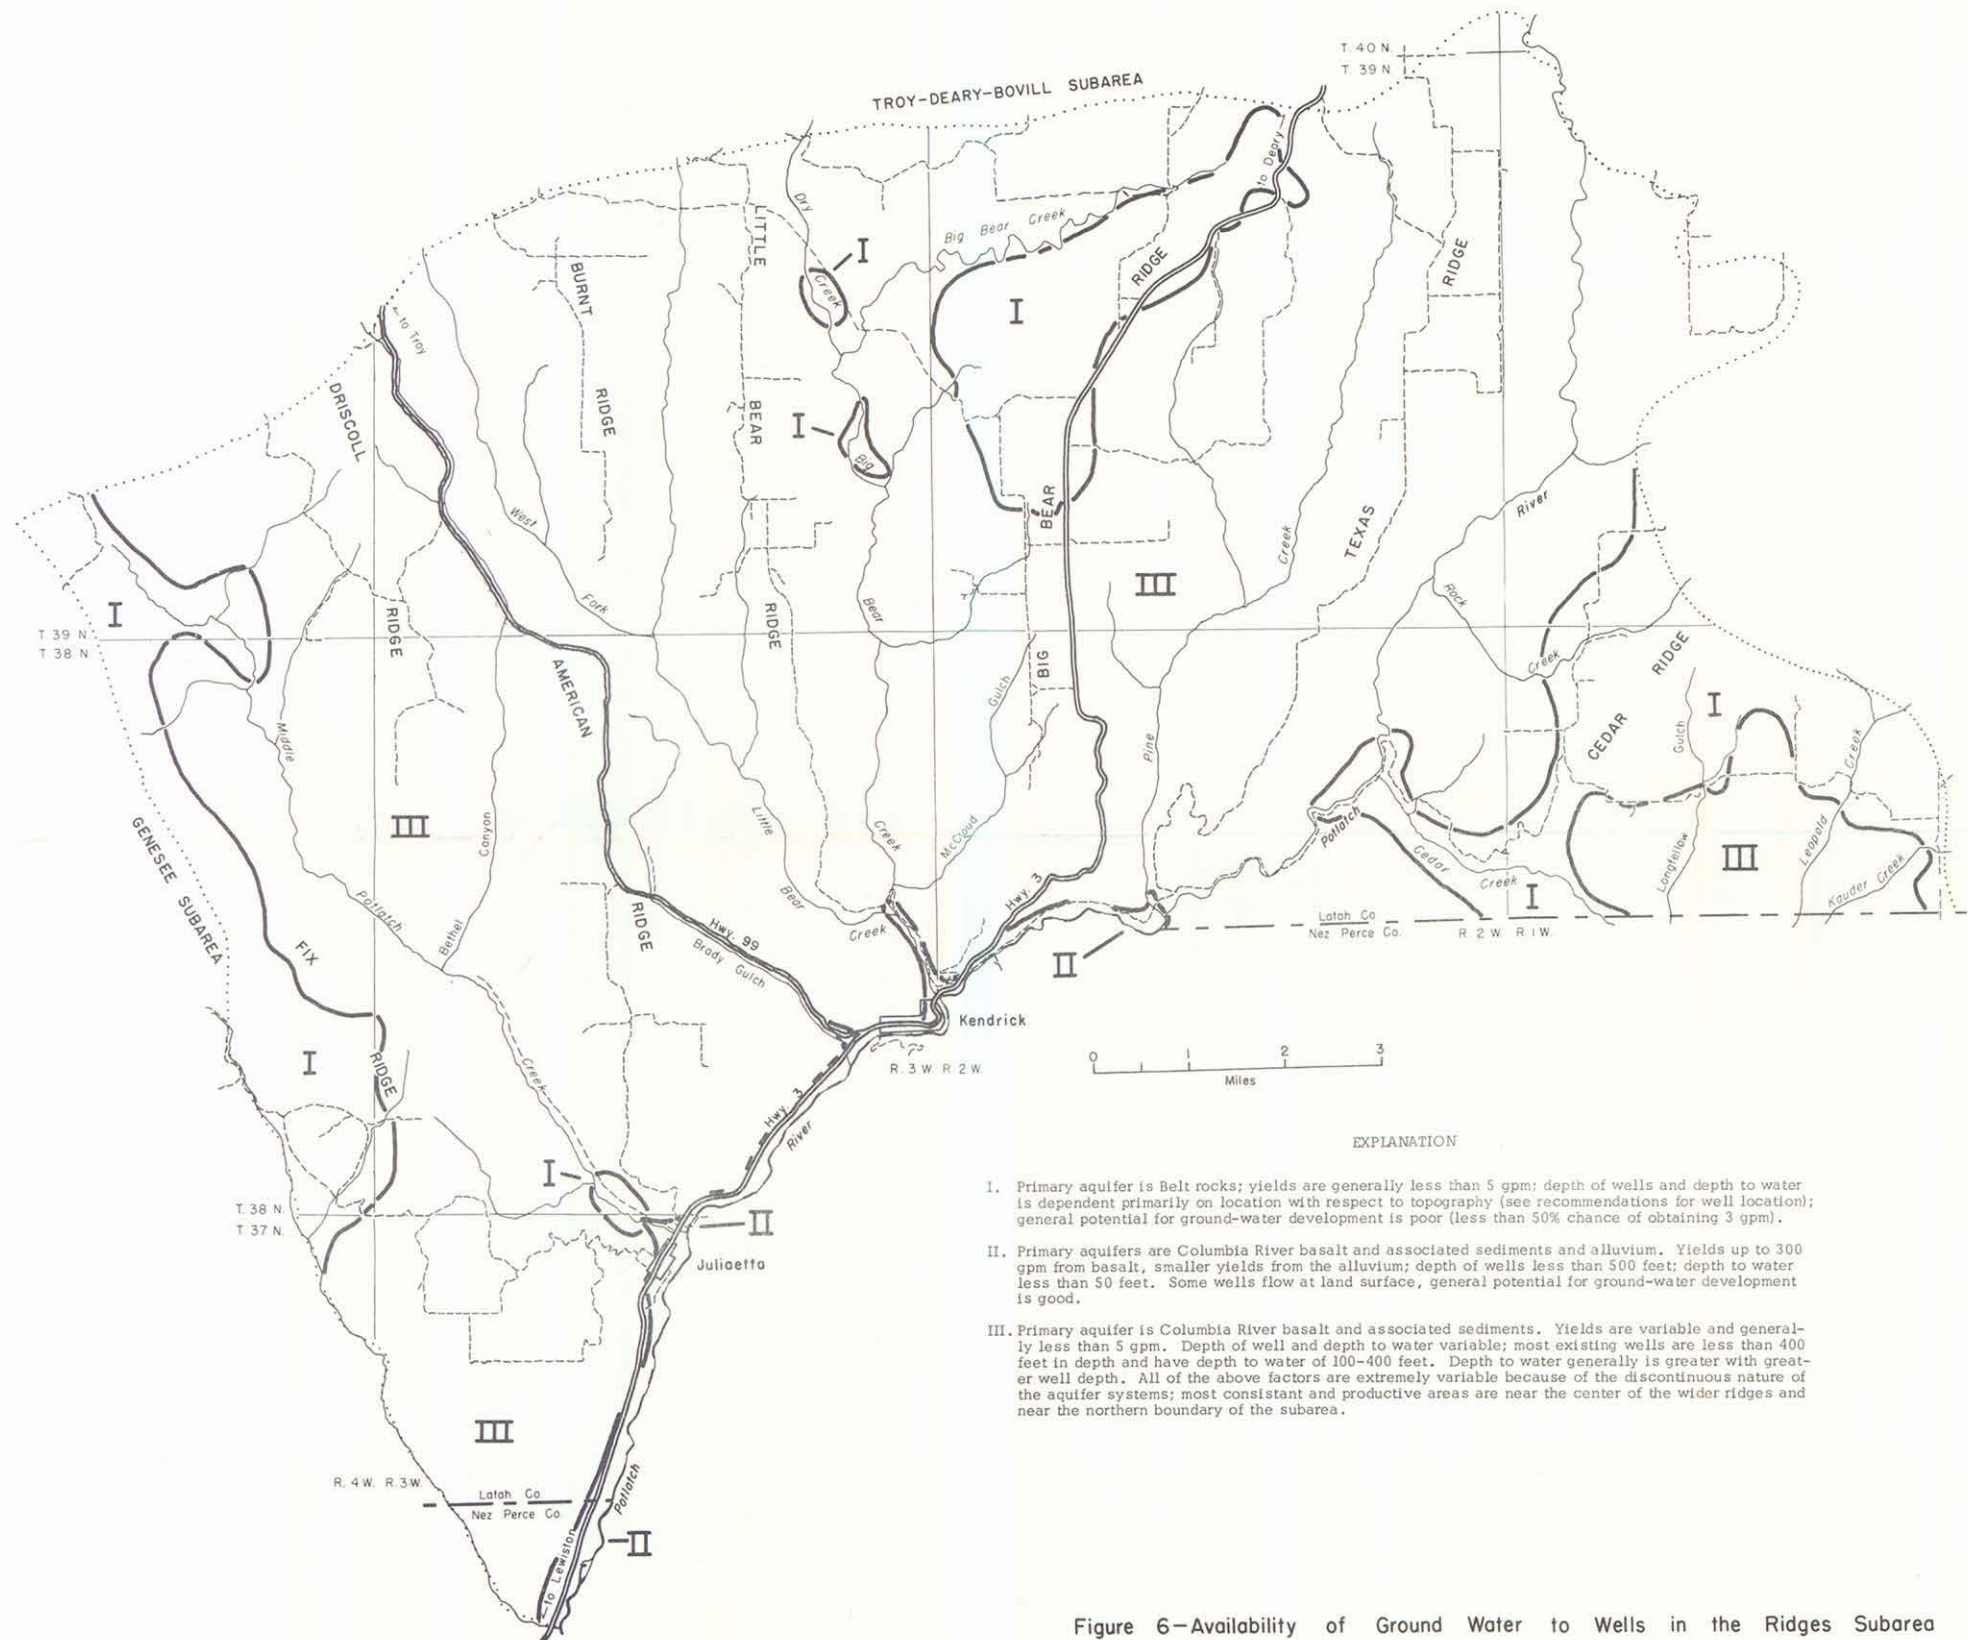 TROY-DEARY-BOVILL SUBAREA
T. 40 N.
T. 39 N.
to Deary
LITTLE
Dry
Big Bear Creek
I
Creek
RIDGE
RIDGE
BURNT
I
to Troy
DRISCOLL
RIDGE
BEAR
I
Big
BEAR
River
West
TEXAS
Creek
III
Fork
Bear
Rock
I
T. 39 N.
T. 38 N.
RIDGE
RIDGE
Creek
RIDGE
AMERICAN
BIG
Gulch
I
CEDAR
Gulch
Creek
Middle
Pine
III
Canyon
Little
Creek
McCloud
Potlatch
GENESEE SUBAREA
Cedar
Creek
I
III
Longfellow
Leopold
Kauder Creek
Potlatch
Bear
Hwy. 3
Bethel
RIDGE
Hwy. 99
Brady Gulch
Creek
Latah Co
Nez Perce Co.
R. 2 W. R. 1 W.
FIX
II
Kendrick
I
RIDGE
Creek
R. 3 W. R. 2 W.
0 1 2 3
Miles
Hwy. 3
River
I
T. 38 N.
T. 37 N.
II
Juliaetta
III
R. 4 W. R. 3 W.
Latah Co
Nez Perce Co.
Potlatch
II
to Lewiston
EXPLANATION
I. Primary aquifer is Belt rocks; yields are generally less than 5 gpm; depth of wells and depth to water
is dependent primarily on location with respect to topography (see recommendations for well location);
general potential for ground-water development is poor (less than 50% chance of obtaining 3 gpm).
II. Primary aquifers are Columbia River basalt and associated sediments and alluvium. Yields up to 300
gpm from basalt, smaller yields from the alluvium; depth of wells less than 500 feet; depth to water
less than 50 feet. Some wells flow at land surface, general potential for ground-water development
is good.
III. Primary aquifer is Columbia River basalt and associated sediments. Yields are variable and general-
ly less than 5 gpm. Depth of well and depth to water variable; most existing wells are less than 400
feet in depth and have depth to water of 100-400 feet. Depth to water generally is greater with great-
er well depth. All of the above factors are extremely variable because of the discontinuous nature of
the aquifer systems; most consistant and productive areas are near the center of the wider ridges and
near the northern boundary of the subarea.
Figure 6—Availability of Ground Water to Wells in the Ridges Subarea